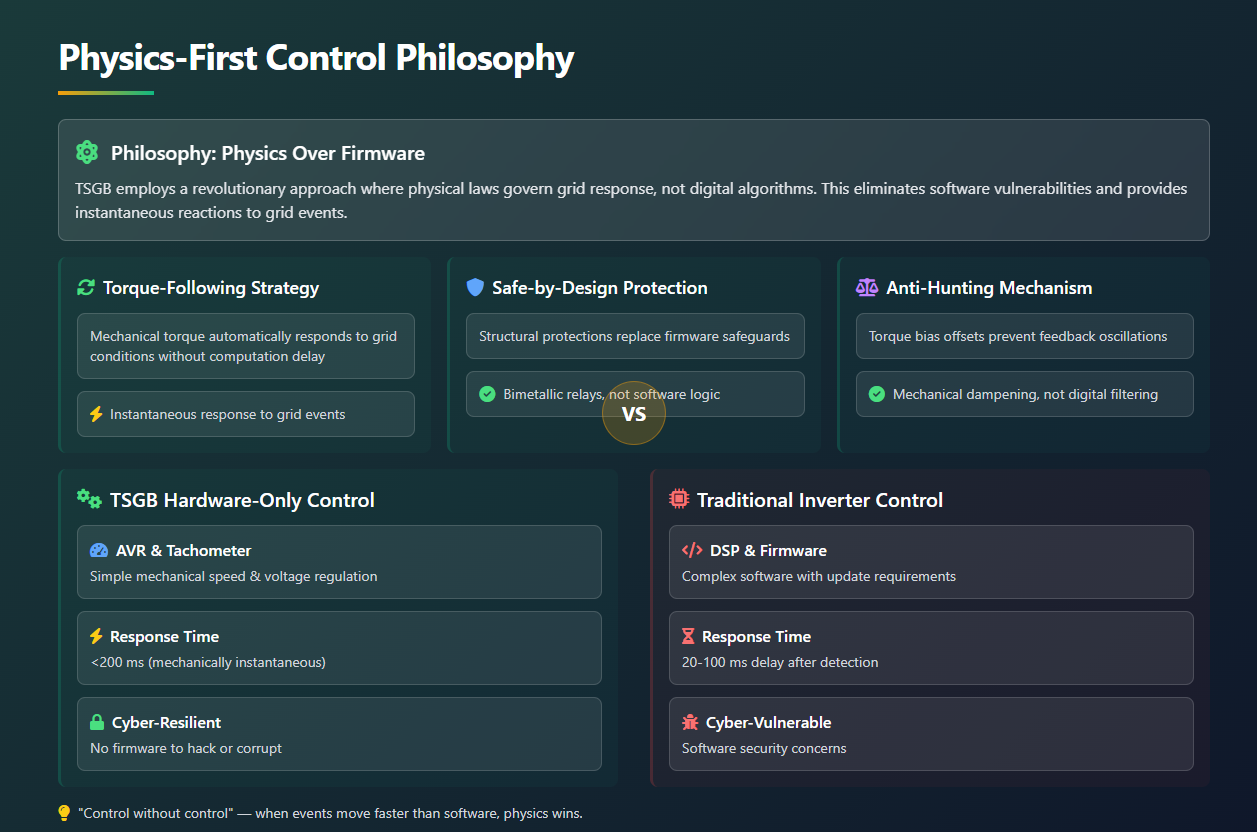 Physics-First Control Philosophy
Philosophy: Physics Over Firmware
TSGB employs a revolutionary approach where physical laws govern grid response, not digital algorithms. This eliminates software vulnerabilities and provides
instantaneous reactions to grid events.
Torque-Following Strategy
Mechanical torque automatically responds to grid
conditions without computation delay
Instantaneous response to grid events
Safe-by-Design Protection
Structural protections replace firmware safeguards
Bimetallic relays, not software logic
Anti-Hunting Mechanism
Torque bias offsets prevent feedback oscillations
Mechanical dampening, not digital filtering
VS
TSGB Hardware-Only Control
AVR & Tachometer
Simple mechanical speed & voltage regulation
Response Time
<200 ms (mechanically instantaneous)
Cyber-Resilient
No firmware to hack or corrupt
Traditional Inverter Control
DSP & Firmware
Complex software with update requirements
Response Time
20-100 ms delay after detection
Cyber-Vulnerable
Software security concerns
"Control without control" — when events move faster than software, physics wins.